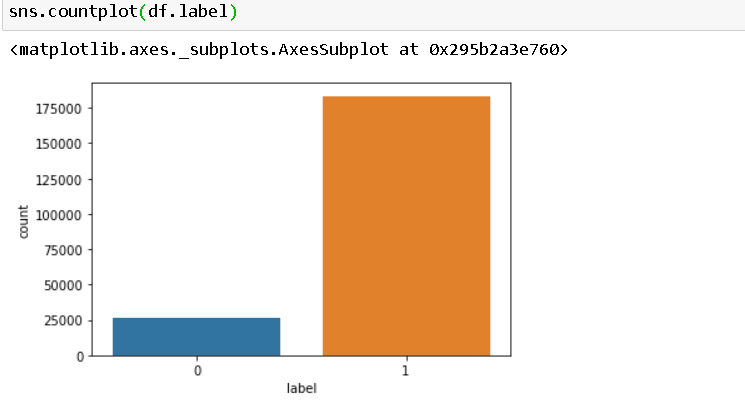 sns.countplot(df.label)
<matplotlib.axes._subplots.AxesSubplot at 0x295b2a3e760>
175000
150000
125000
100000
75000
50000
25000
0
count
0 1
label